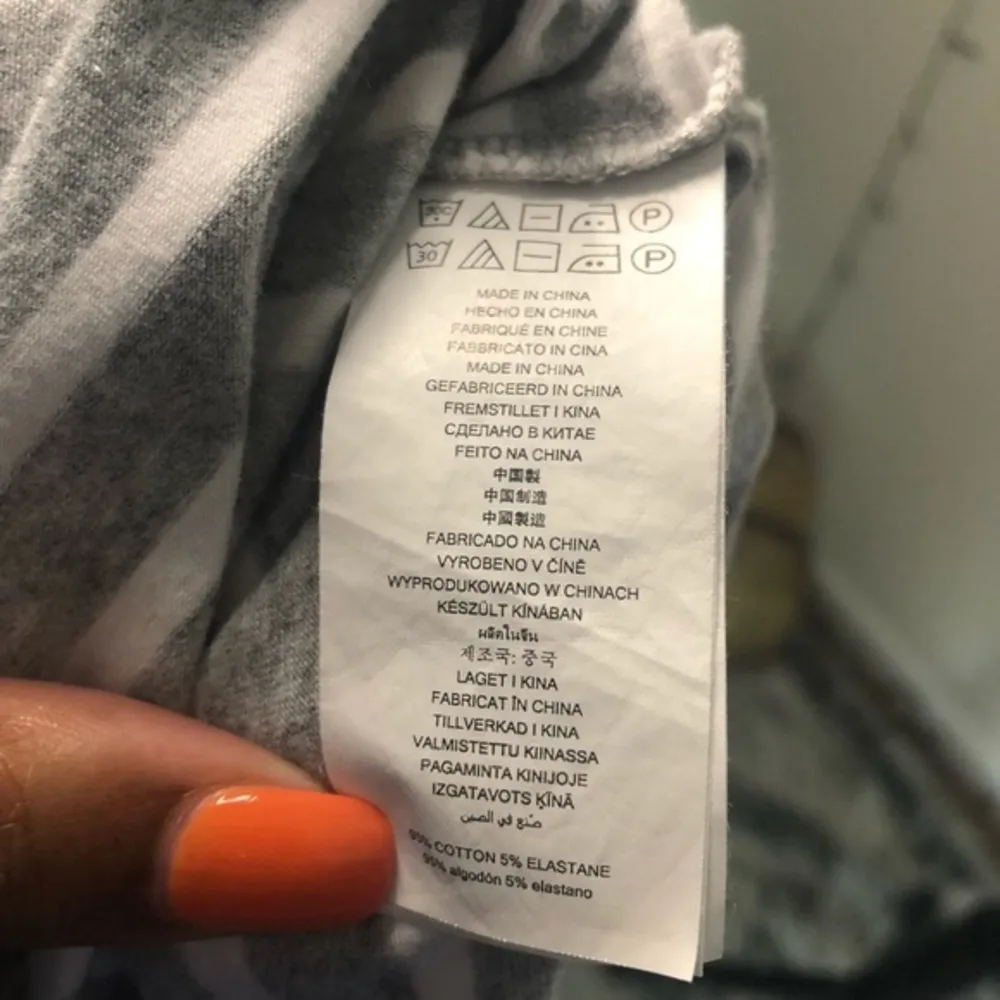 30C P
30 P
MADE IN CHINA
HECHO EN CHINA
FABRIQUÉ EN CHINE
FABBRICATO IN CINA
MADE IN CHINA
GEFABRICEERD IN CHINA
FREMSTILLET I KINA
СДЕЛАНО В КИТАЕ
FEITO NA CHINA
中国製
中国制造
中國製造
FABRICADO NA CHINA
VYROBENO V ČÍNĚ
WYPRODUKOWANO W CHINACH
KÉSZÜLT KÍNÁBAN
ผลิตในจีน
제조국: 중국
LAGET I KINA
FABRICAT ÎN CHINA
TILLVERKAD I KINA
VALMISTETTU KIINASSA
PAGAMINTA KINIJOJE
IZGATAVOTS ĶĪNĀ
صُنع في الصين
95% COTTON 5% ELASTANE
95% algodón 5% elastano